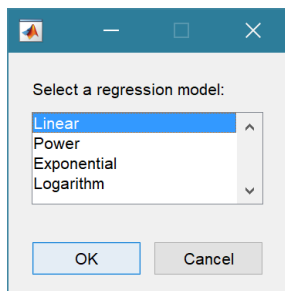 Select a regression model:
Linear
Power
Exponential
Logarithm
OK
Cancel